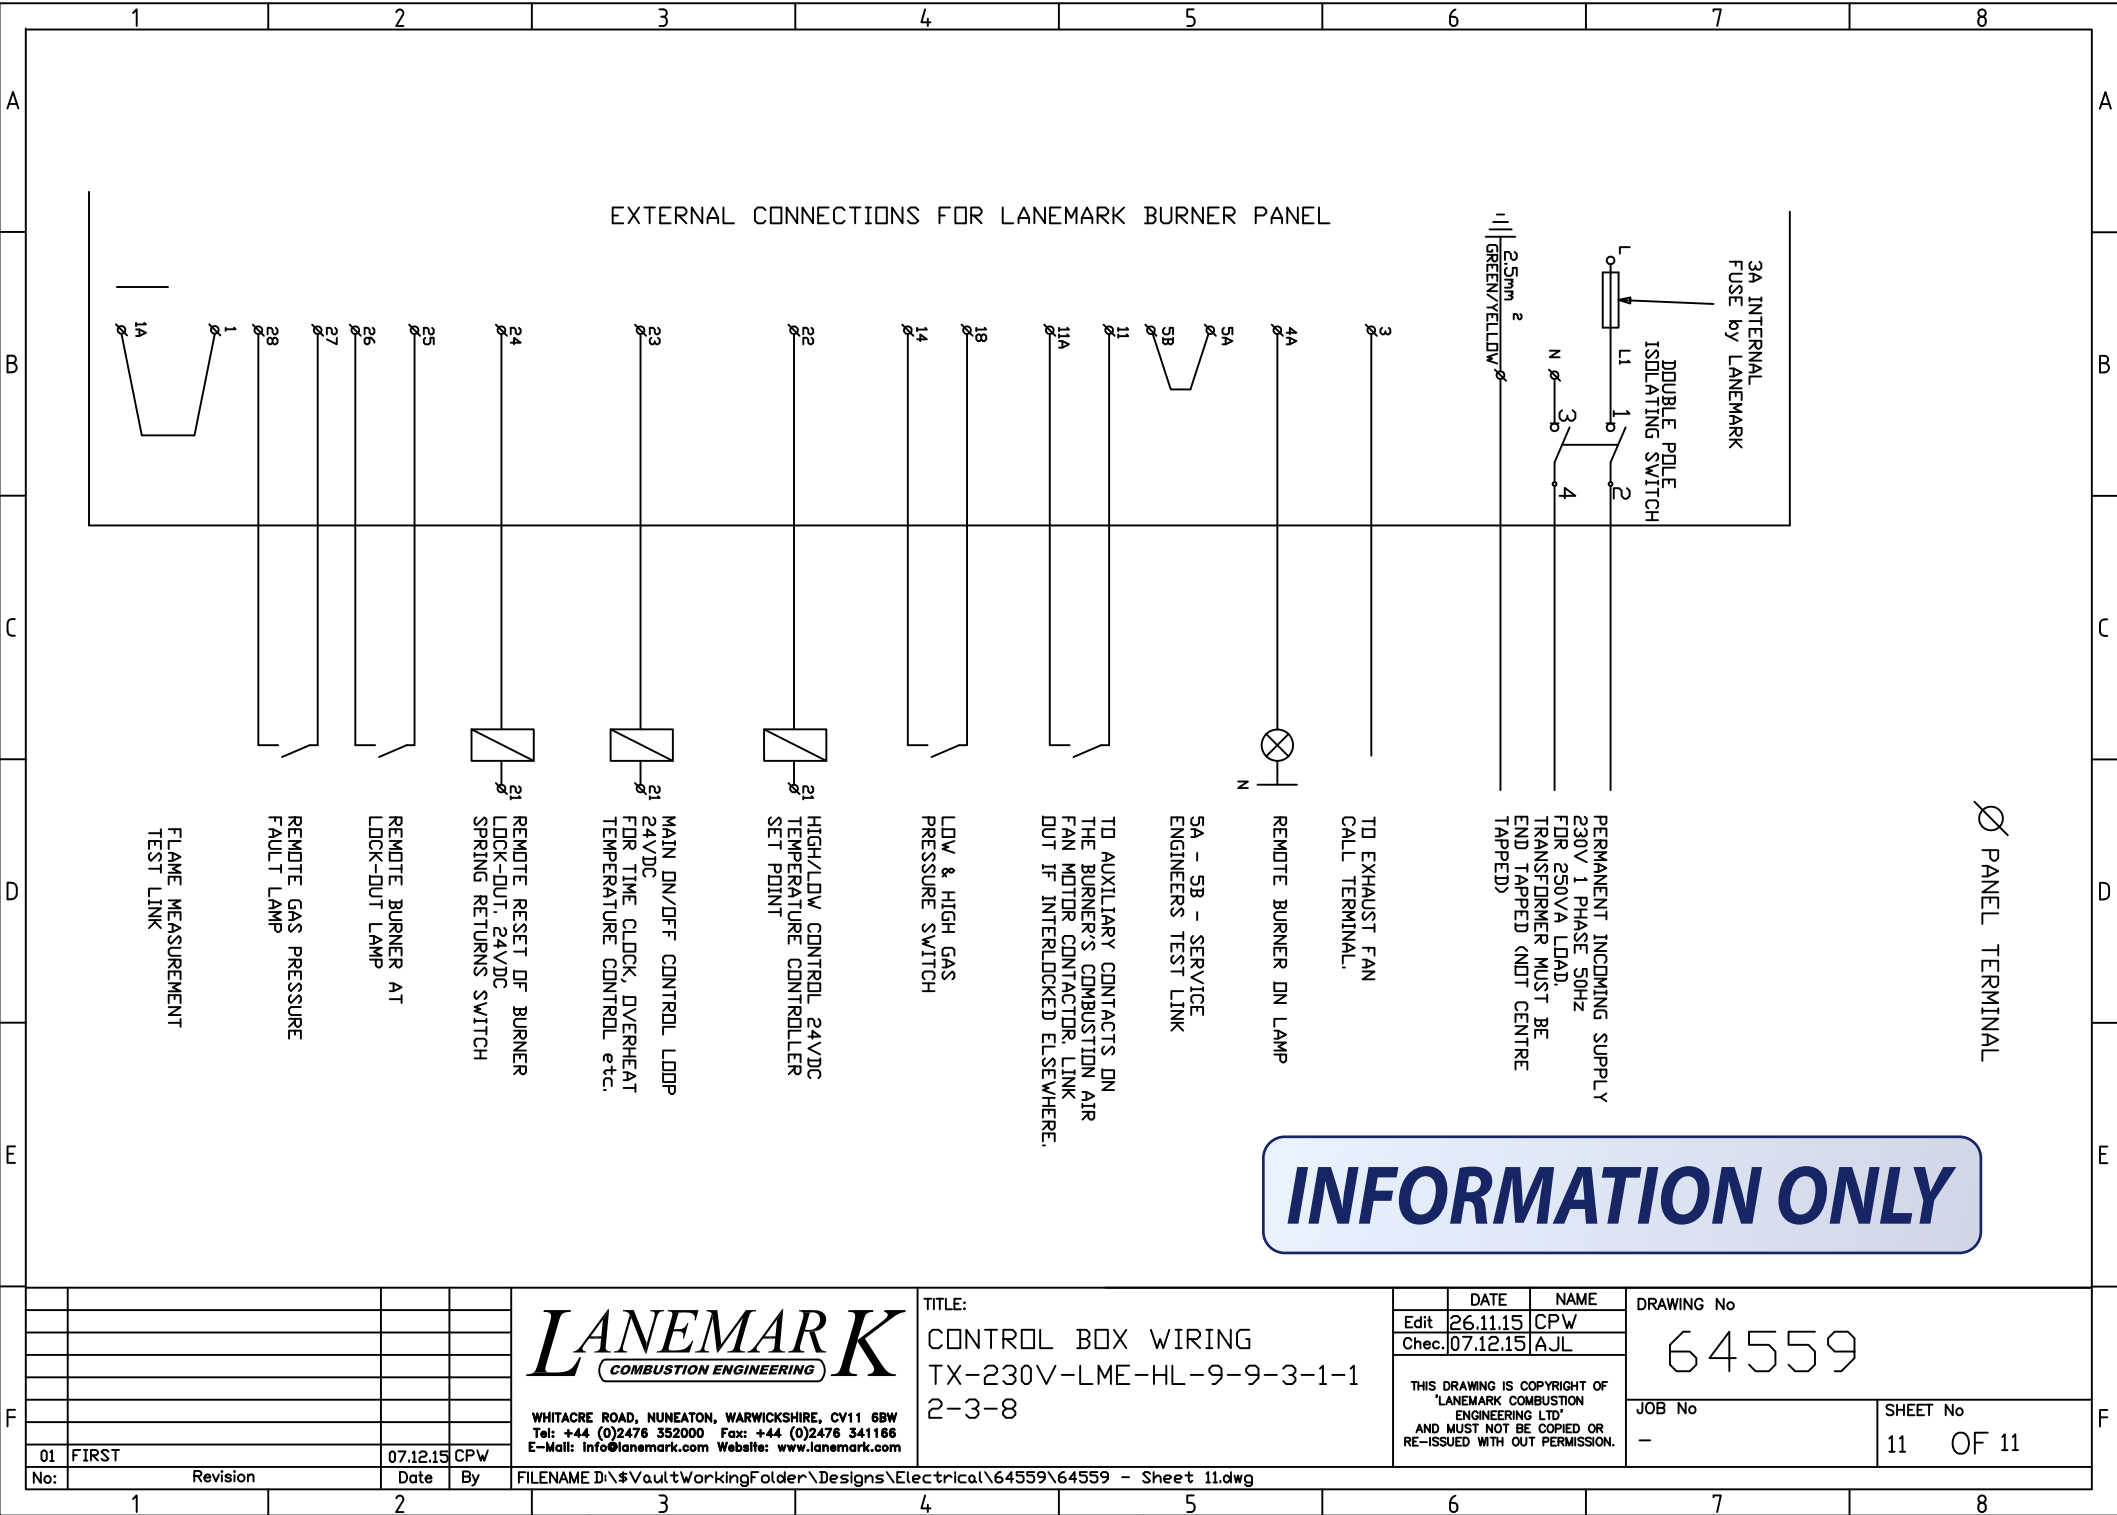 1 2 3 4 5 6 7 8
A A
B B
C C
D D
E E
F F
EXTERNAL CONNECTIONS FOR LANEMARK BURNER PANEL
1A
1
28
27
26
25
24
23
22
14
18
11A
11
5B
5A
4A
3
2.5mm 2
GREEN/YELLOW
L
L1
N
1
2
3
4
DOUBLE POLE
ISOLATING SWITCH
3A INTERNAL
FUSE by LANEMARK
21
21
21
N
FLAME MEASUREMENT
TEST LINK
REMOTE GAS PRESSURE
FAULT LAMP
REMOTE BURNER AT
LOCK-OUT LAMP
REMOTE RESET OF BURNER
LOCK-OUT. 24VDC
SPRING RETURNS SWITCH
MAIN ON/OFF CONTROL LOOP
24VDC
FOR TIME CLOCK, OVERHEAT
TEMPERATURE CONTROL etc.
HIGH/LOW CONTROL 24VDC
TEMPERATURE CONTROLLER
SET POINT
LOW & HIGH GAS
PRESSURE SWITCH
TO AUXILIARY CONTACTS ON
THE BURNER'S COMBUSTION AIR
FAN MOTOR CONTACTOR. LINK
OUT IF INTERLOCKED ELSEWHERE.
5A - 5B - SERVICE
ENGINEERS TEST LINK
REMOTE BURNER ON LAMP
TO EXHAUST FAN
CALL TERMINAL.
PERMANENT INCOMING SUPPLY
230V 1 PHASE 50Hz
FOR 250VA LOAD.
TRANSFORMER MUST BE
END TAPPED (NOT CENTRE
TAPPED)
PANEL TERMINAL
INFORMATION ONLY
01 FIRST 07.12.15 CPW
No: Revision Date By
LANEMARK
COMBUSTION ENGINEERING
WHITACRE ROAD, NUNEATON, WARWICKSHIRE, CV11 6BW
Tel: +44 (0)2476 352000 Fax: +44 (0)2476 341166
E-Mail: info@lanemark.com Website: www.lanemark.com
FILENAME D:\$VaultWorkingFolder\Designs\Electrical\64559\64559 - Sheet 11.dwg
TITLE:
CONTROL BOX WIRING
TX-230V-LME-HL-9-9-3-1-1
2-3-8
DATE NAME
Edit 26.11.15 CPW
Chec. 07.12.15 AJL
THIS DRAWING IS COPYRIGHT OF
'LANEMARK COMBUSTION
ENGINEERING LTD'
AND MUST NOT BE COPIED OR
RE-ISSUED WITH OUT PERMISSION.
DRAWING No
64559
JOB No
-
SHEET No
11 OF 11
1 2 3 4 5 6 7 8